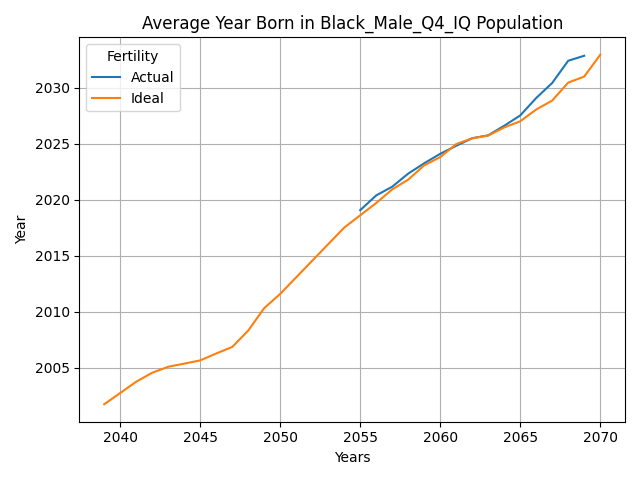 Average Year Born in Black_Male_Q4_IQ Population
Fertility
Actual
Ideal
2030
2025
2020
2015
2010
2005
Year
2040 2045 2050 2055 2060 2065 2070
Years